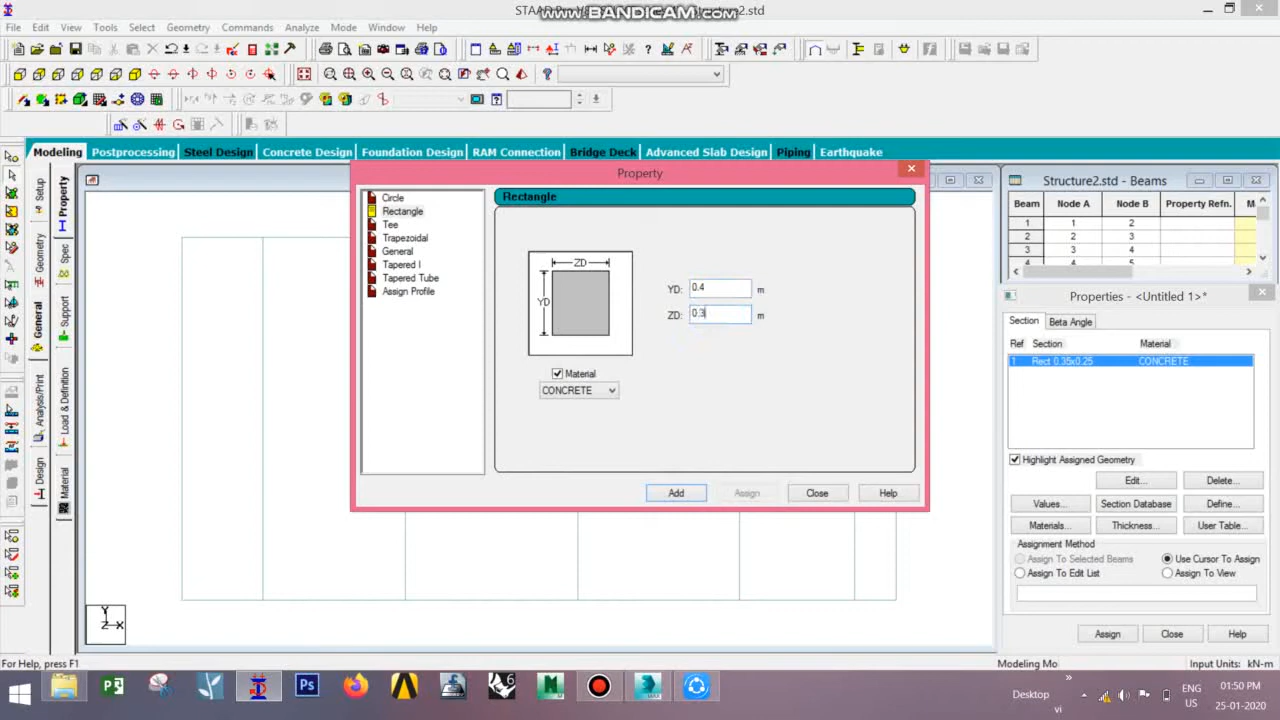 STAAD.Pro V8i
www.BANDICAM.com
2.std
File Edit View Tools Select Geometry Commands Analyze Mode Window Help
Modeling Postprocessing Steel Design Concrete Design Foundation Design RAM Connection Bridge Deck Advanced Slab Design Piping Earthquake
Setup
Geometry
General
Analysis/Print
Design
Property
Spec
Support
Load & Definition
Material
Property
Circle
Rectangle
Tee
Trapezoidal
General
Tapered I
Tapered Tube
Assign Profile
Rectangle
ZD
YD
YD: 0.4 m
ZD: 0.3 m
Material
CONCRETE
Add Assign Close Help
Structure2.std - Beams
Beam Node A Node B Property Refn. M
1 1 2
2 2 3
3 3 4
4 4 5
Properties - <Untitled 1>*
Section Beta Angle
Ref Section Material
1 Rect 0.35x0.25 CONCRETE
Highlight Assigned Geometry
Edit... Delete...
Values... Section Database Define...
Materials... Thickness... User Table...
Assignment Method
Assign To Selected Beams Use Cursor To Assign
Assign To Edit List Assign To View
Assign Close Help
Y
Z X
For Help, press F1
Modeling Mo
Input Units: kN-m
Ps
Desktop
»
vi
ENG
US
01:50 PM
25-01-2020